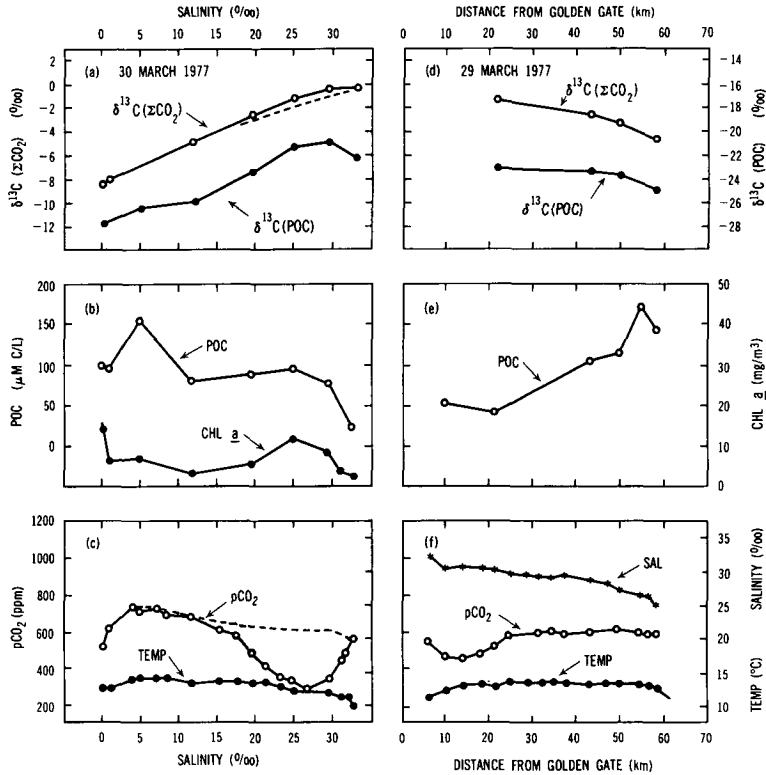 SALINITY (⁰/₀₀)
0 5 10 15 20 25 30 35
DISTANCE FROM GOLDEN GATE (km)
0 10 20 30 40 50 60 70
δ¹³C (ΣCO₂) (⁰/₀₀)
2
0
-2
-4
-6
-8
-10
-12
(a) 30 MARCH 1977
δ¹³C (ΣCO₂)
δ¹³C (POC)
(d) 29 MARCH 1977
δ¹³C (ΣCO₂)
δ¹³C (POC)
-14
-16
-18
-20
-22
-24
-26
-28
δ¹³C (POC) (⁰/₀₀)
POC (μM C/L)
200
150
100
50
0
(b)
POC
CHL a
(e)
POC
50
40
30
20
10
0
CHL a (mg/m³)
pCO₂ (ppm)
1200
1000
800
600
400
200
(c)
pCO₂
TEMP
(f)
SAL
pCO₂
TEMP
35
30
25
20
15
10
TEMP (°C) SALINITY (⁰/₀₀)
0 5 10 15 20 25 30 35
SALINITY (⁰/₀₀)
0 10 20 30 40 50 60 70
DISTANCE FROM GOLDEN GATE (km)